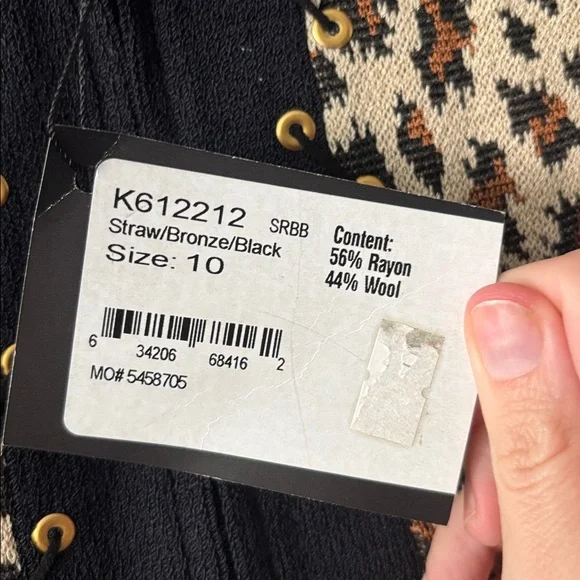 K612212 SRBB
Straw/Bronze/Black
Size: 10
Content:
56% Rayon
44% Wool
6 34206 68416 2
MO# 5458705